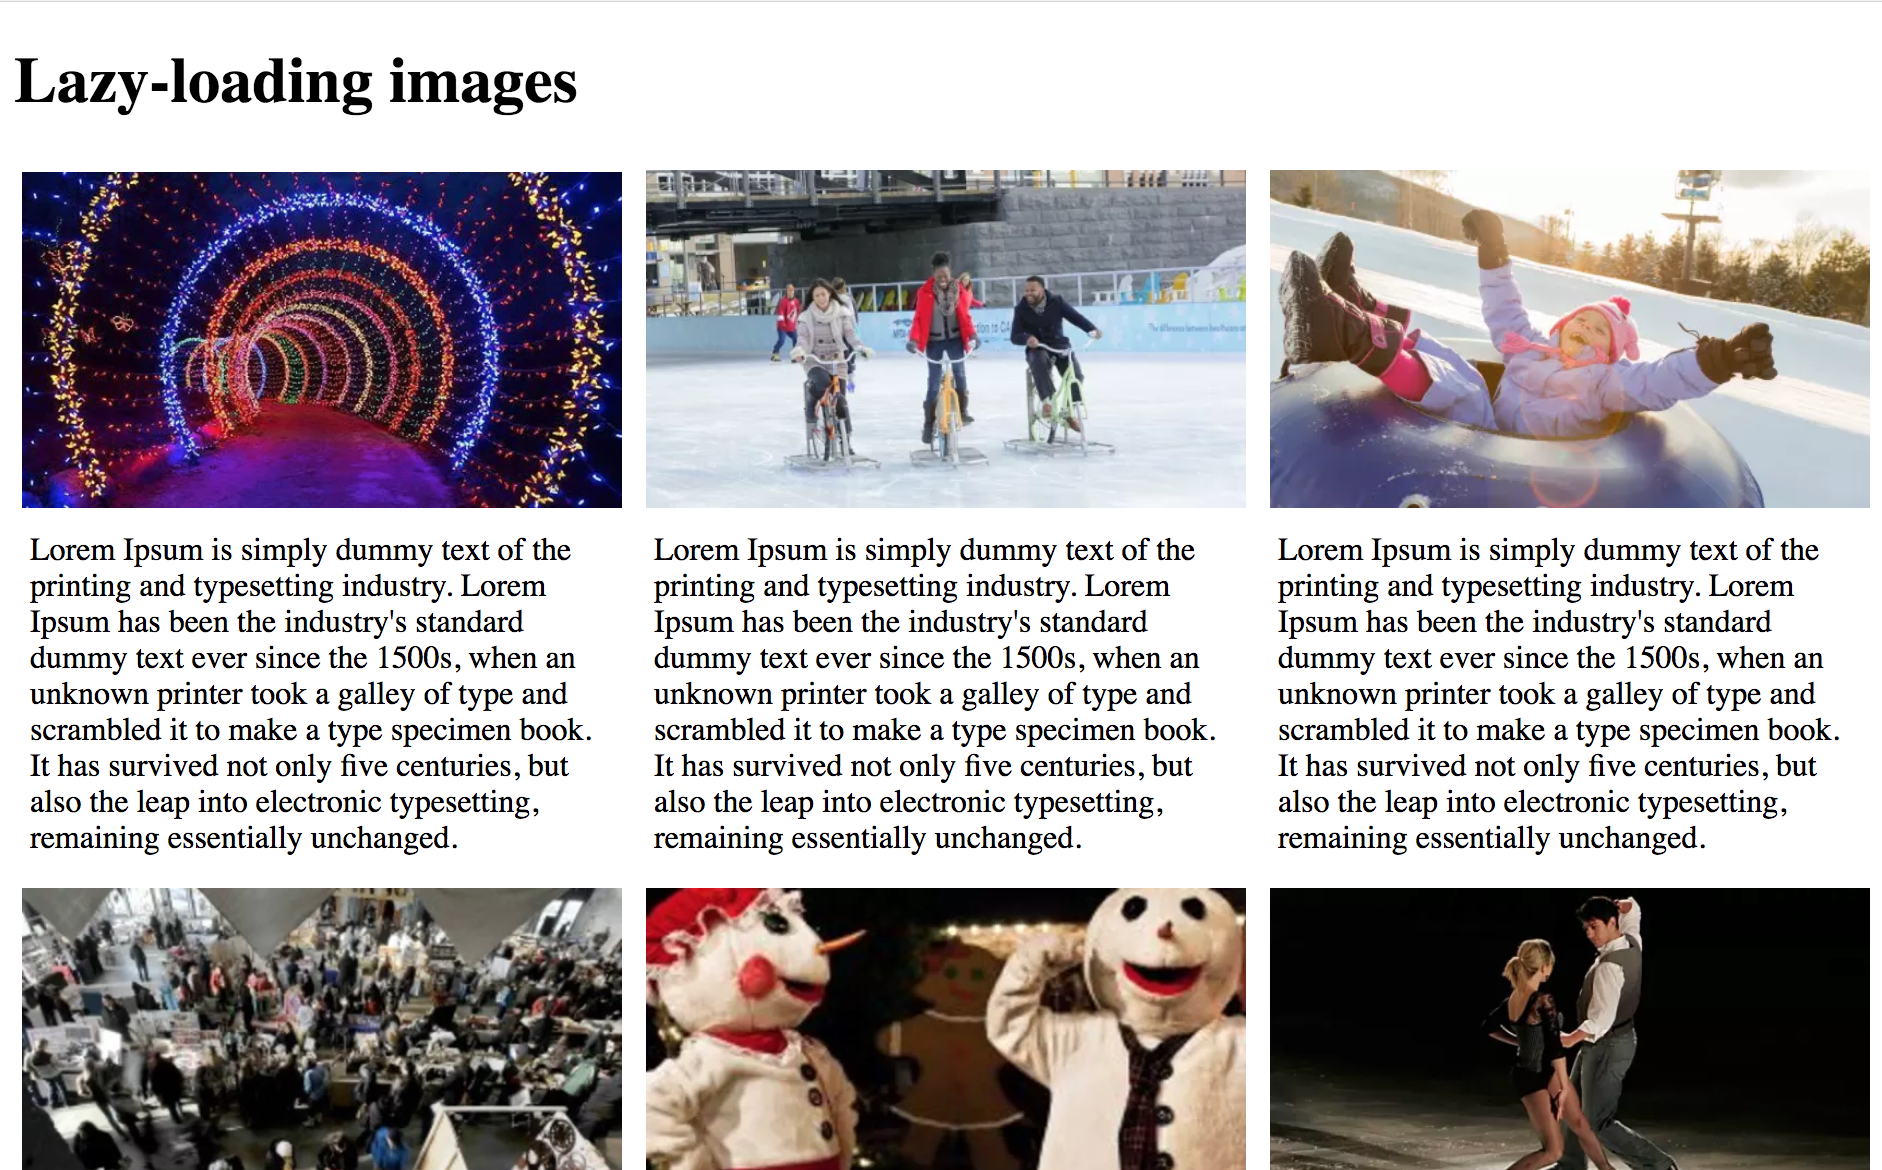 Lazy-loading images
The difference between healthcare at
Lorem Ipsum is simply dummy text of the
printing and typesetting industry. Lorem
Ipsum has been the industry's standard
dummy text ever since the 1500s, when an
unknown printer took a galley of type and
scrambled it to make a type specimen book.
It has survived not only five centuries, but
also the leap into electronic typesetting,
remaining essentially unchanged.
Lorem Ipsum is simply dummy text of the
printing and typesetting industry. Lorem
Ipsum has been the industry's standard
dummy text ever since the 1500s, when an
unknown printer took a galley of type and
scrambled it to make a type specimen book.
It has survived not only five centuries, but
also the leap into electronic typesetting,
remaining essentially unchanged.
Lorem Ipsum is simply dummy text of the
printing and typesetting industry. Lorem
Ipsum has been the industry's standard
dummy text ever since the 1500s, when an
unknown printer took a galley of type and
scrambled it to make a type specimen book.
It has survived not only five centuries, but
also the leap into electronic typesetting,
remaining essentially unchanged.